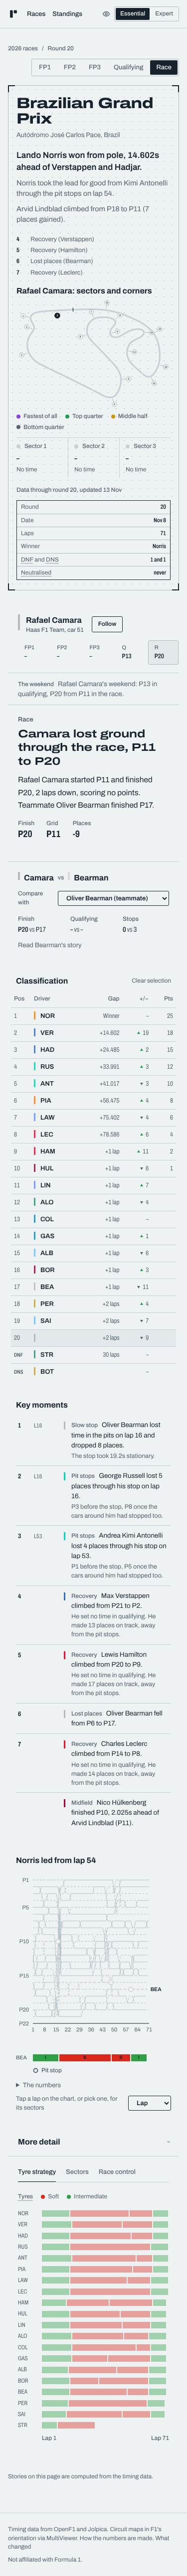 Races Standings Essential Expert
2026 races / Round 20
FP1 FP2 FP3 Qualifying Race
Brazilian Grand
Prix
Autódromo José Carlos Pace, Brazil
Lando Norris won from pole, 14.602s
ahead of Verstappen and Hadjar.
Norris took the lead for good from Kimi Antonelli
through the pit stops on lap 54.
Arvid Lindblad climbed from P18 to P11 (7
places gained).
4 Recovery (Verstappen)
5 Recovery (Hamilton)
6 Lost places (Bearman)
7 Recovery (Leclerc)
Rafael Camara: sectors and corners
Fastest of all Top quarter Middle half
Bottom quarter
Sector 1 Sector 2 Sector 3
– – –
No time No time No time
Data through round 20, updated 13 Nov
Round 20
Date Nov 8
Laps 71
Winner Norris
DNF and DNS 1 and 1
Neutralised never
Rafael Camara
Haas F1 Team, car 51
Follow
FP1 FP2 FP3 Q R
– – – P13 P20
The weekend Rafael Camara's weekend: P13 in
qualifying, P20 from P11 in the race.
Race
Camara lost ground
through the race, P11
to P20
Rafael Camara started P11 and finished
P20, 2 laps down, scoring no points.
Teammate Oliver Bearman finished P17.
Finish Grid Places
P20 P11 -9
Camara vs Bearman
Compare
with
Oliver Bearman (teammate)
Finish Qualifying Stops
P20 vs P17 – vs – 0 vs 3
Read Bearman's story
Classification Clear selection
Pos Driver Gap +/− Pts
1 NOR Winner – 25
2 VER +14.602 ▲ 19 18
3 HAD +24.485 ▲ 2 15
4 RUS +33.991 ▲ 3 12
5 ANT +41.017 ▼ 3 10
6 PIA +56.475 ▲ 4 8
7 LAW +75.402 ▼ 4 6
8 LEC +78.586 ▲ 6 4
9 HAM +1 lap ▲ 11 2
10 HUL +1 lap ▼ 6 1
11 LIN +1 lap ▲ 7
12 ALO +1 lap ▼ 4
13 COL +1 lap –
14 GAS +1 lap ▲ 1
15 ALB +1 lap ▼ 6
16 BOR +1 lap ▲ 3
17 BEA +1 lap ▼ 11
18 PER +2 laps ▲ 4
19 SAI +2 laps ▼ 7
20 +2 laps ▼ 9
DNF STR 30 laps –
DNS BOT –
Key moments
1 L16 Slow stop Oliver Bearman lost
time in the pits on lap 16 and
dropped 8 places.
The stop took 19.2s stationary.
2 L16 Pit stops George Russell lost 5
places through his stop on lap
16.
P3 before the stop, P8 once the
cars around him had stopped too.
3 L53 Pit stops Andrea Kimi Antonelli
lost 4 places through his stop on
lap 53.
P1 before the stop, P5 once the
cars around him had stopped too.
4 Recovery Max Verstappen
climbed from P21 to P2.
He set no time in qualifying. He
made 13 places on track, away
from the pit stops.
5 Recovery Lewis Hamilton
climbed from P20 to P9.
He set no time in qualifying. He
made 17 places on track, away
from the pit stops.
6 Lost places Oliver Bearman fell
from P6 to P17.
7 Recovery Charles Leclerc
climbed from P14 to P8.
He set no time in qualifying. He
made 14 places on track, away
from the pit stops.
Midfield Nico Hülkenberg
finished P10, 2.025s ahead of
Arvid Lindblad (P11).
Norris led from lap 54
P1
P5
P10
P15
BEA
P20
P22
1 8 15 22 29 36 43 50 57 64 71
BEA
Pit stop
The numbers
Tap a lap on the chart, or pick one, for
its sectors
Lap
More detail –
Tyre strategy Sectors Race control
Tyres Soft Intermediate
NOR
VER
HAD
RUS
ANT
PIA
LAW
LEC
HAM
HUL
LIN
ALO
COL
GAS
ALB
BOR
BEA
PER
SAI
STR
Lap 1 Lap 71
Stories on this page are computed from the timing data.
Timing data from OpenF1 and Jolpica. Circuit maps in F1's
orientation via MultiViewer. How the numbers are made. What
changed
Not affiliated with Formula 1.